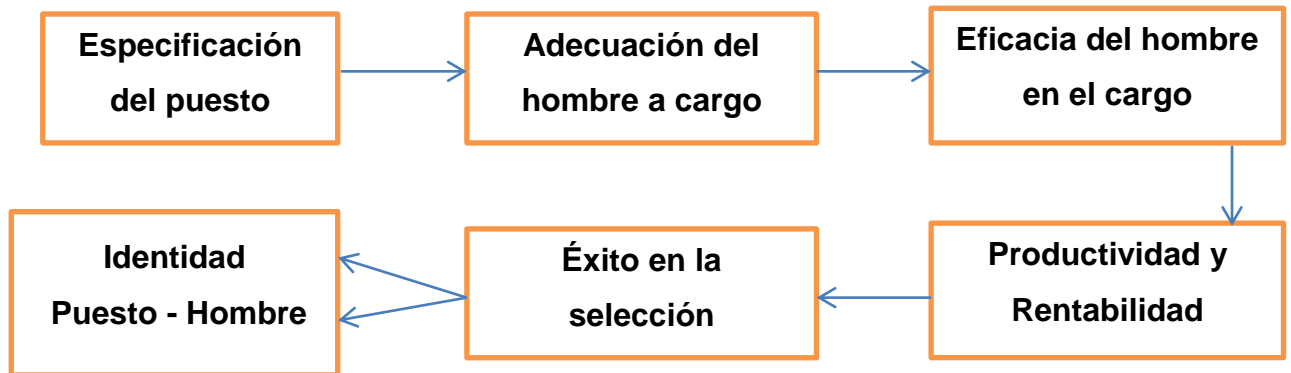 Especificación
del puesto
Adecuación del
hombre a cargo
Eficacia del hombre
en el cargo
Identidad
Puesto - Hombre
Éxito en la
selección
Productividad y
Rentabilidad